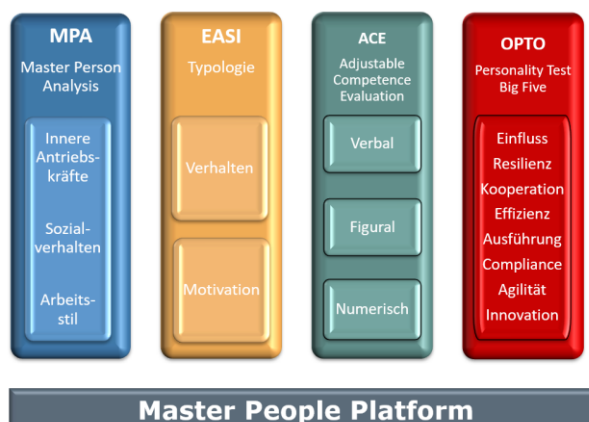 MPA
Master Person
Analysis
Innere
Antriebs-
kräfte
Sozial-
verhalten
Arbeits-
stil
EASI
Typologie
Verhalten
Motivation
ACE
Adjustable
Competence
Evaluation
Verbal
Figural
Numerisch
OPTO
Personality Test
Big Five
Einfluss
Resilienz
Kooperation
Effizienz
Ausführung
Compliance
Agilität
Innovation
Master People Platform